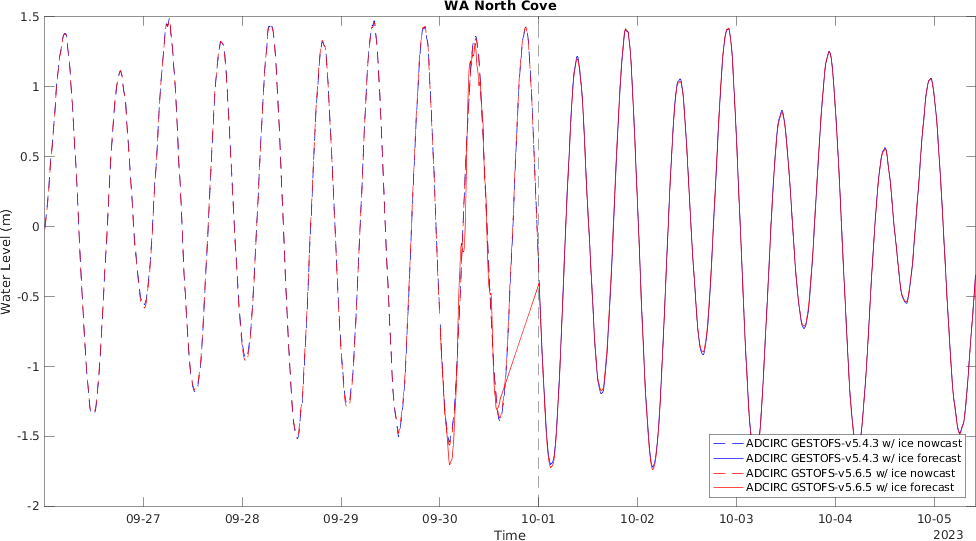 WA North Cove
1.5
1
0.5
0
-0.5
-1
-1.5
-2
Water Level (m)
ADCIRC GESTOFS-v5.4.3 w/ ice nowcast
ADCIRC GESTOFS-v5.4.3 w/ ice forecast
ADCIRC GSTOFS-v5.6.5 w/ ice nowcast
ADCIRC GSTOFS-v5.6.5 w/ ice forecast
09-27 09-28 09-29 09-30 10-01 10-02 10-03 10-04 10-05
Time
2023